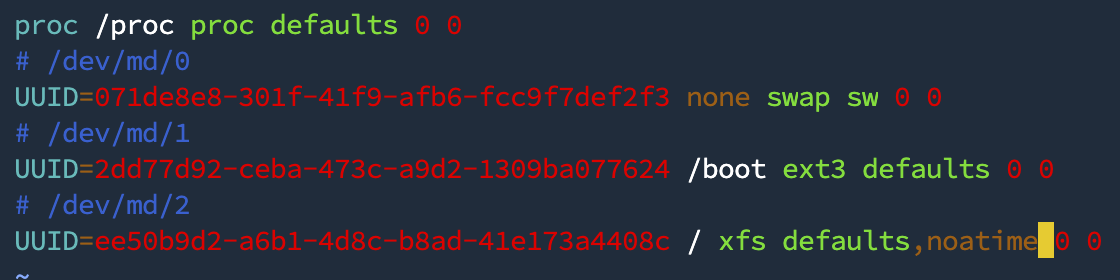 proc /proc proc defaults 0 0
# /dev/md/0
UUID=071de8e8-301f-41f9-afb6-fcc9f7def2f3 none swap sw 0 0
# /dev/md/1
UUID=2dd77d92-ceba-473c-a9d2-1309ba077624 /boot ext3 defaults 0 0
# /dev/md/2
UUID=ee50b9d2-a6b1-4d8c-b8ad-41e173a4408c / xfs defaults,noatime 0 0
~